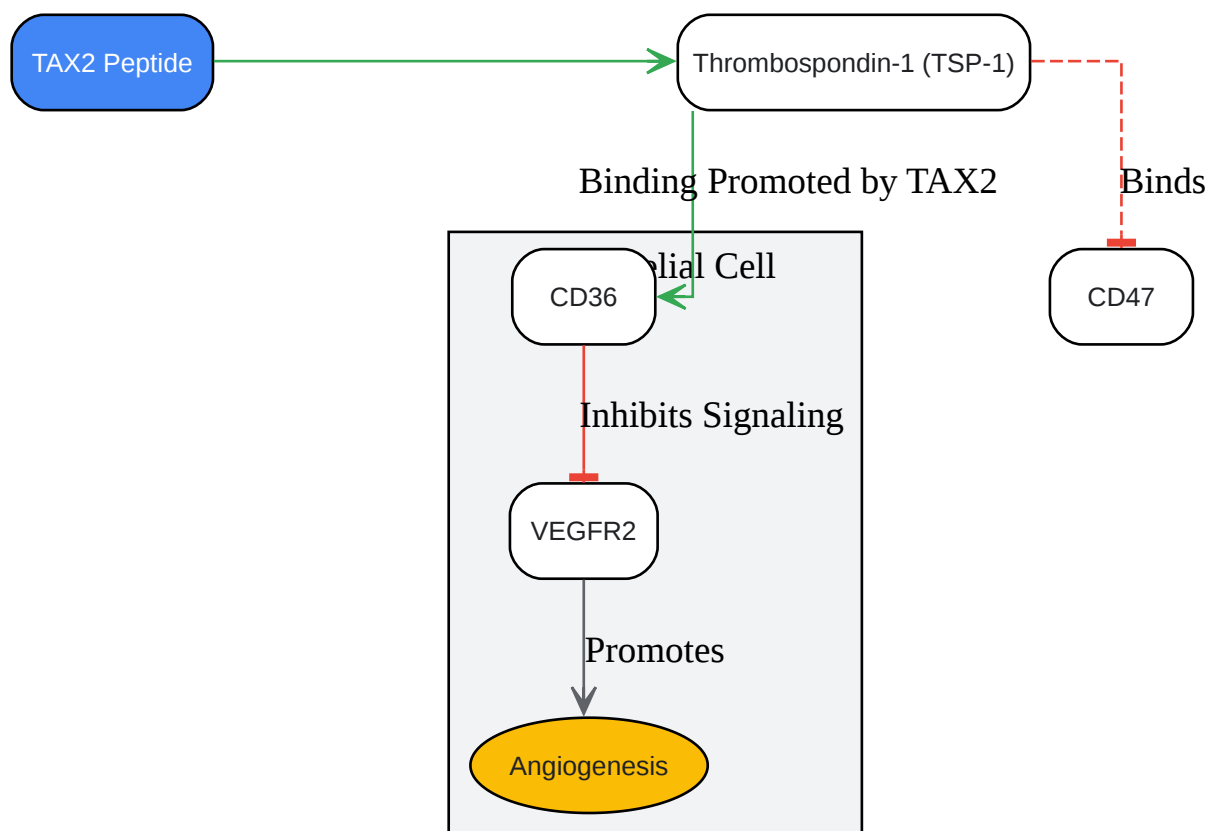 TAX2 Peptide
Thrombospondin-1 (TSP-1)
Binding Promoted by TAX2
Binds
Cell
CD36
CD47
Inhibits Signaling
VEGFR2
Promotes
Angiogenesis